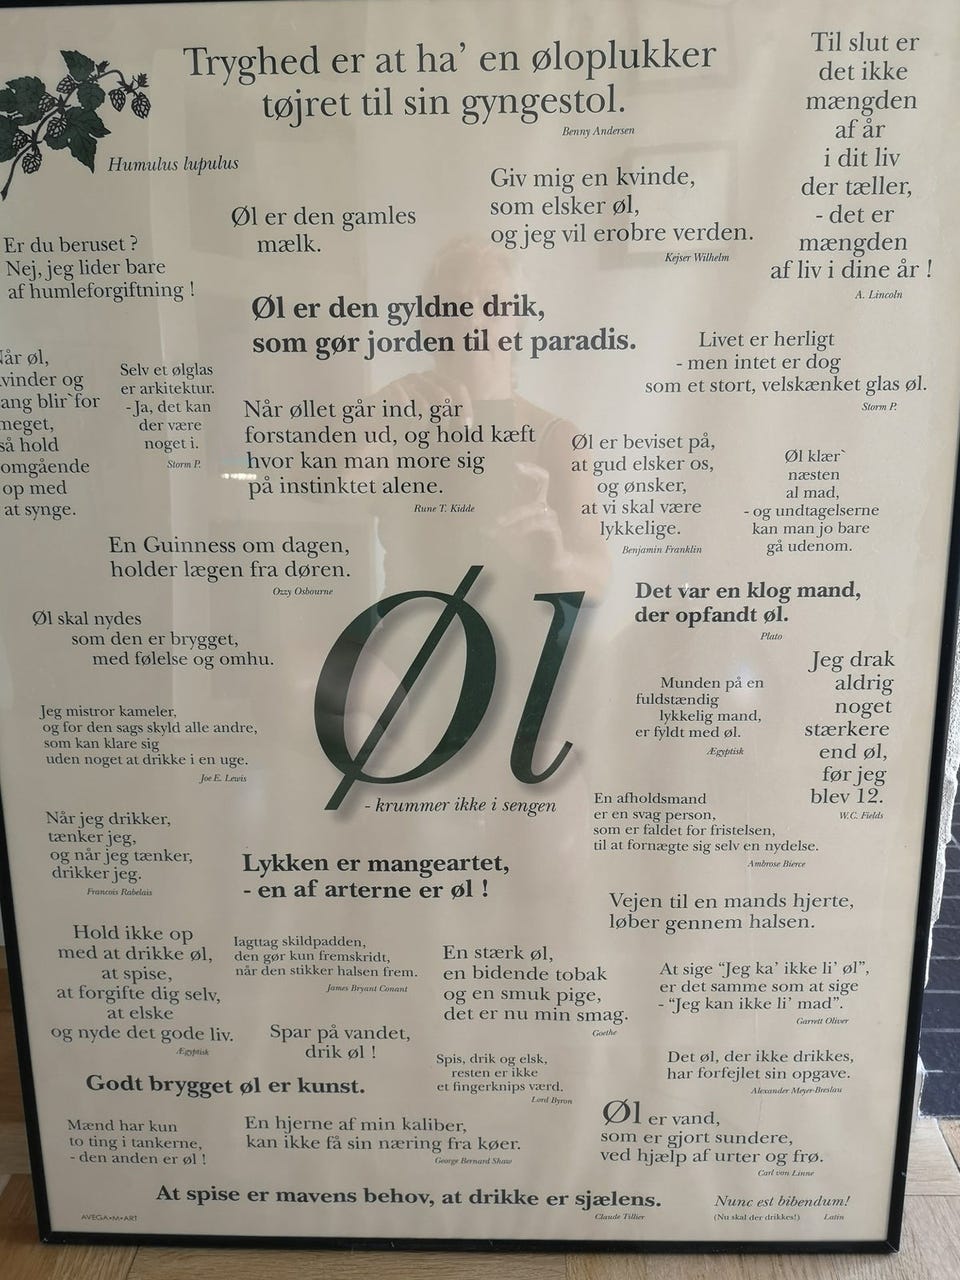 Tryghed er at ha’ en øloplukker
tøjret til sin gyngestol.
Benny Andersen
Til slut er
det ikke
mængden
af år
i dit liv
der tæller,
- det er
mængden
af liv i dine år !
A. Lincoln
Humulus lupulus
Giv mig en kvinde,
som elsker øl,
og jeg vil erobre verden.
Kejser Wilhelm
Øl er den gamles
mælk.
Er du beruset ?
Nej, jeg lider bare
af humleforgiftning !
Øl er den gyldne drik,
som gør jorden til et paradis.
Livet er herligt
- men intet er dog
som et stort, velskænket glas øl.
Storm P.
år øl,
vinder og
ang blir`for
meget,
så hold
omgående
op med
at synge.
Selv et ølglas
er arkitektur.
- Ja, det kan
der være
noget i.
Storm P.
Når øllet går ind, går
forstanden ud, og hold kæft
hvor kan man more sig
på instinktet alene.
Rune T. Kidde
Øl er beviset på,
at gud elsker os,
og ønsker,
at vi skal være
lykkelige.
Benjamin Franklin
Øl klær`
næsten
al mad,
- og undtagelserne
kan man jo bare
gå udenom.
En Guinness om dagen,
holder lægen fra døren.
Ozzy Osbourne
Det var en klog mand,
der opfandt øl.
Plato
Øl skal nydes
som den er brygget,
med følelse og omhu.
Øl
- krummer ikke i sengen
Jeg drak
aldrig
noget
stærkere
end øl,
før jeg
blev 12.
W.C. Fields
Munden på en
fuldstændig
lykkelig mand,
er fyldt med øl.
Ægyptisk
Jeg mistror kameler,
og for den sags skyld alle andre,
som kan klare sig
uden noget at drikke i en uge.
Joe E. Lewis
En afholdsmand
er en svag person,
som er faldet for fristelsen,
til at fornægte sig selv en nydelse.
Ambrose Bierce
Når jeg drikker,
tænker jeg,
og når jeg tænker,
drikker jeg.
Francois Rabelais
Lykken er mangeartet,
- en af arterne er øl !
Vejen til en mands hjerte,
løber gennem halsen.
Hold ikke op
med at drikke øl,
at spise,
at forgifte dig selv,
at elske
og nyde det gode liv.
Ægyptisk
Iagttag skildpadden,
den gør kun fremskridt,
når den stikker halsen frem.
James Bryant Conant
En stærk øl,
en bidende tobak
og en smuk pige,
det er nu min smag.
Goethe
At sige “Jeg ka’ ikke li’ øl”,
er det samme som at sige
- “Jeg kan ikke li’ mad”.
Garrett Oliver
Spar på vandet,
drik øl !
Spis, drik og elsk,
resten er ikke
et fingerknips værd.
Lord Byron
Det øl, der ikke drikkes,
har forfejlet sin opgave.
Alexander Meyer-Breslau
Godt brygget øl er kunst.
Mænd har kun
to ting i tankerne,
- den anden er øl !
En hjerne af min kaliber,
kan ikke få sin næring fra køer.
George Bernard Shaw
Øl er vand,
som er gjort sundere,
ved hjælp af urter og frø.
Carl von Linne
At spise er mavens behov, at drikke er sjælens.
Claude Tillier
Nunc est bibendum!
(Nu skal der drikkes!) Latin
AVEGA•M•ART